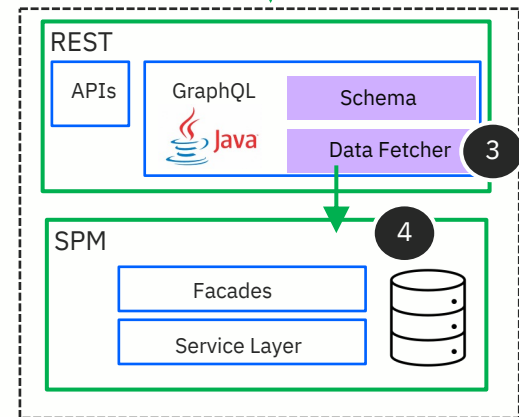 REST
APIs
GraphQL
Java
Schema
Data Fetcher
3
4
SPM
Facades
Service Layer